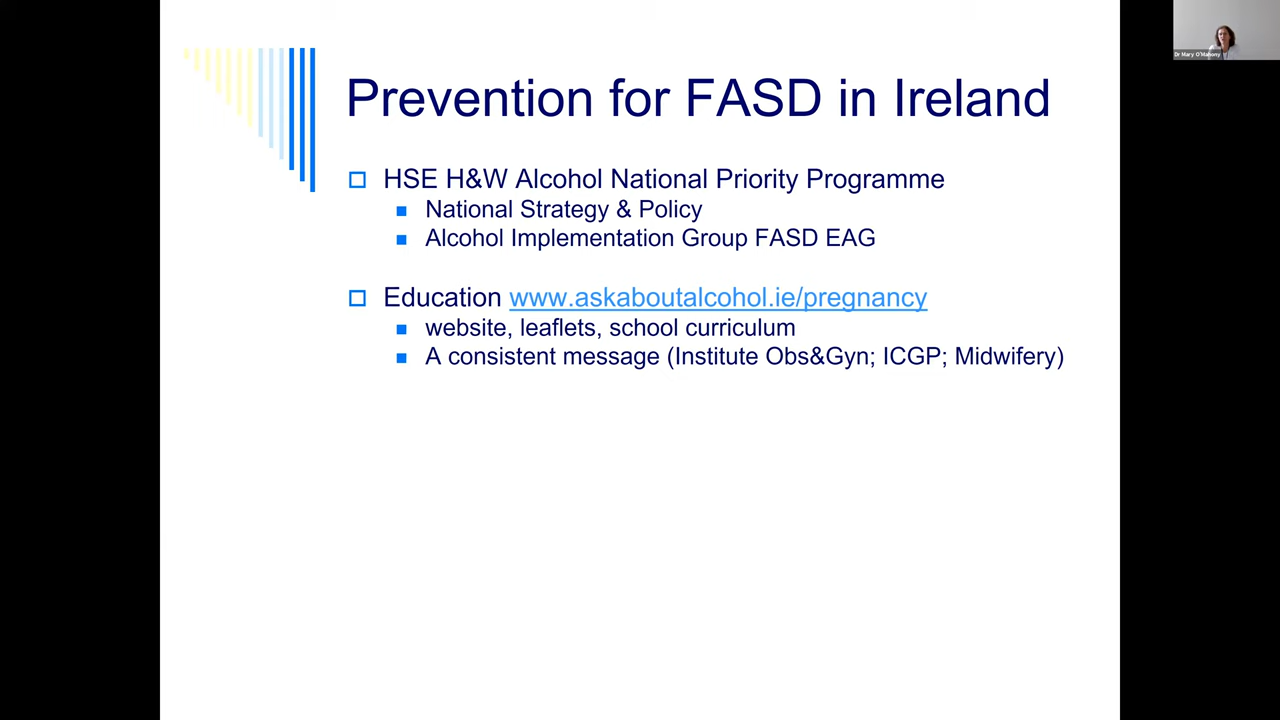 Prevention for FASD in Ireland
HSE H&W Alcohol National Priority Programme
National Strategy & Policy
Alcohol Implementation Group FASD EAG
Education www.askaboutalcohol.ie/pregnancy
website, leaflets, school curriculum
A consistent message (Institute Obs&Gyn; ICGP; Midwifery)
Dr Mary O'Mahony